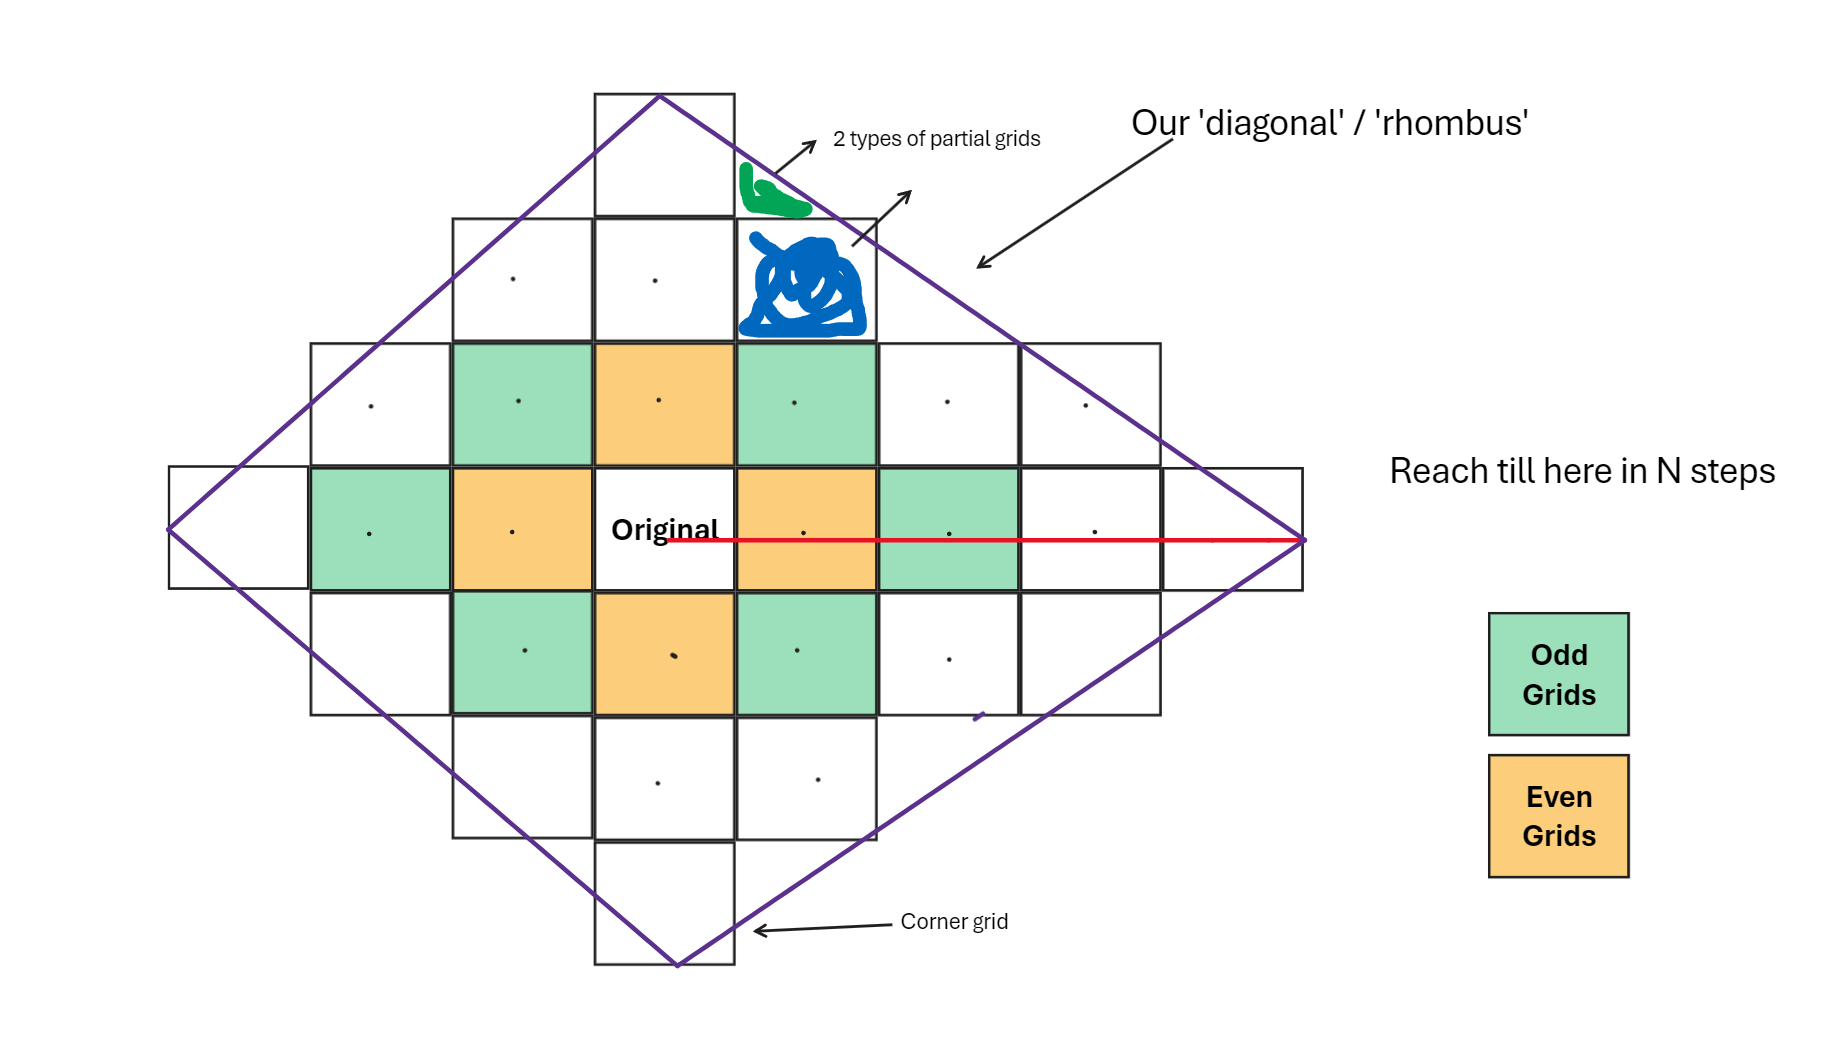 Our 'diagonal' / 'rhombus'
2 types of partial grids
Reach till here in N steps
Original
Odd
Grids
Even
Grids
Corner grid